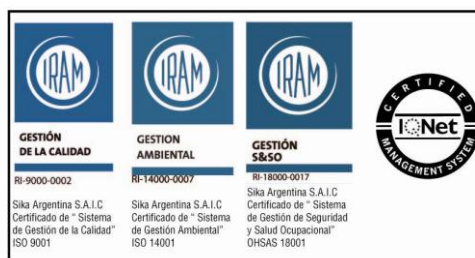 IRAM
GESTIÓN
DE LA CALIDAD
RI-9000-0002
Sika Argentina S.A.I.C
Certificado de " Sistema
de Gestión de la Calidad"
ISO 9001
IRAM
GESTION
AMBIENTAL
RI-14000-0007
Sika Argentina S.A.I.C
Certificado de " Sistema
de Gestión Ambiental"
ISO 14001
IRAM
GESTIÓN
S&SO
RI-18000-0017
Sika Argentina S.A.I.C
Certificado de " Sistema
de Gestión de Seguridad
y Salud Ocupacional"
OHSAS 18001
CERTIFIED
IQNet
MANAGEMENT SYSTEM